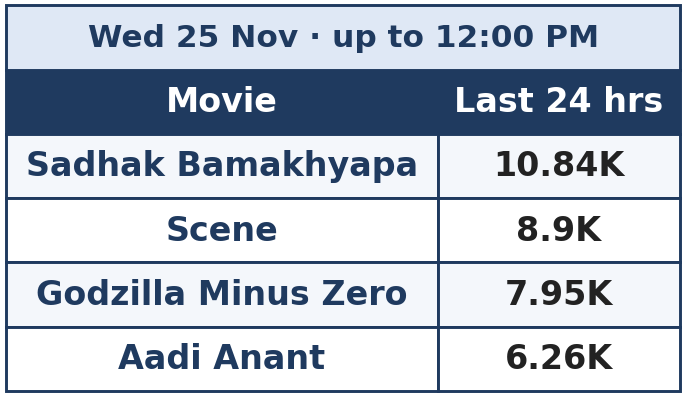 Wed 25 Nov · up to 12:00 PM
Movie Last 24 hrs
Sadhak Bamakhyapa 10.84K
Scene 8.9K
Godzilla Minus Zero 7.95K
Aadi Anant 6.26K